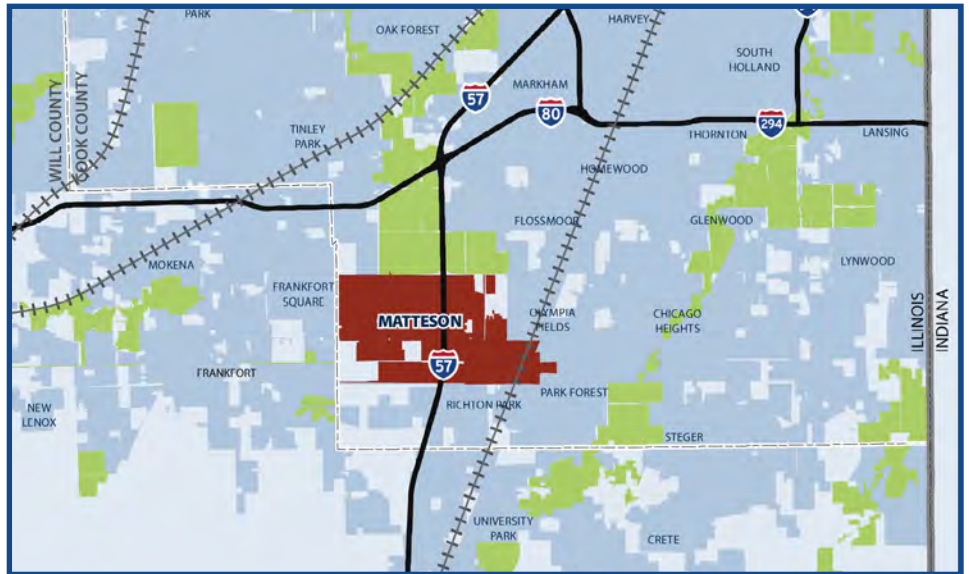 PARK
OAK FOREST
HARVEY
SOUTH
HOLLAND
MARKHAM
57
80
294
WILL COUNTY
COOK COUNTY
TINLEY
PARK
THORNTON
LANSING
HOMEWOOD
FLOSSMOOR
GLENWOOD
MOKENA
LYNWOOD
FRANKFORT
SQUARE
MATTESON
OLYMPIA
FIELDS
CHICAGO
HEIGHTS
ILLINOIS
INDIANA
57
FRANKFORT
PARK FOREST
NEW
LENOX
RICHTON PARK
STEGER
UNIVERSITY
PARK
CRETE